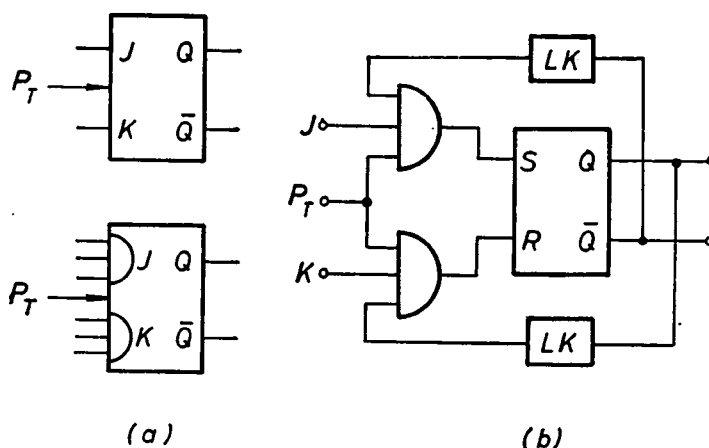 J Q
P_T
K Q̅
J Q
P_T
K Q̅
(a)
LK
J
S Q
P_T
R Q̅
K
LK
(b)